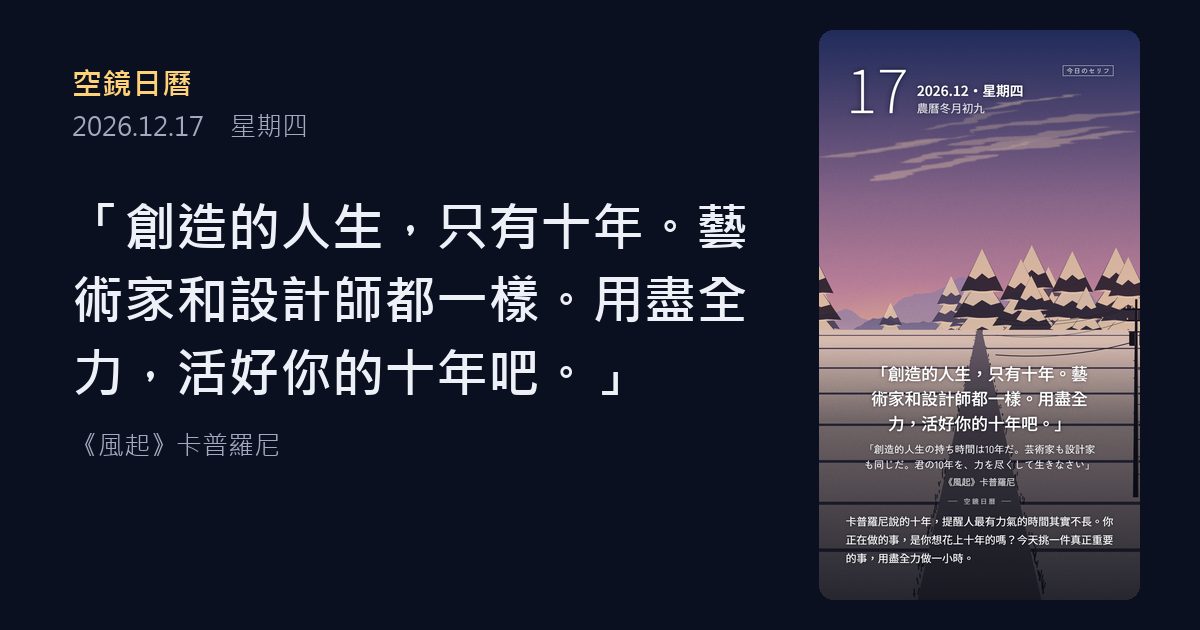 空鏡日曆
2026.12.17 星期四
「創造的人生，只有十年。藝
術家和設計師都一樣。用盡全
力，活好你的十年吧。」
《風起》卡普羅尼
17
2026.12・星期四
農曆冬月初九
今日のセリフ
「創造的人生，只有十年。藝
術家和設計師都一樣。用盡全
力，活好你的十年吧。」
「創造的人生の持ち時間は10年だ。芸術家も設計家
も同じだ。君の10年を、力を尽くして生きなさい」
《風起》卡普羅尼
空鏡日曆
卡普羅尼說的十年，提醒人最有力氣的時間其實不長。你
正在做的事，是你想花上十年的嗎？今天挑一件真正重要
的事，用盡全力做一小時。